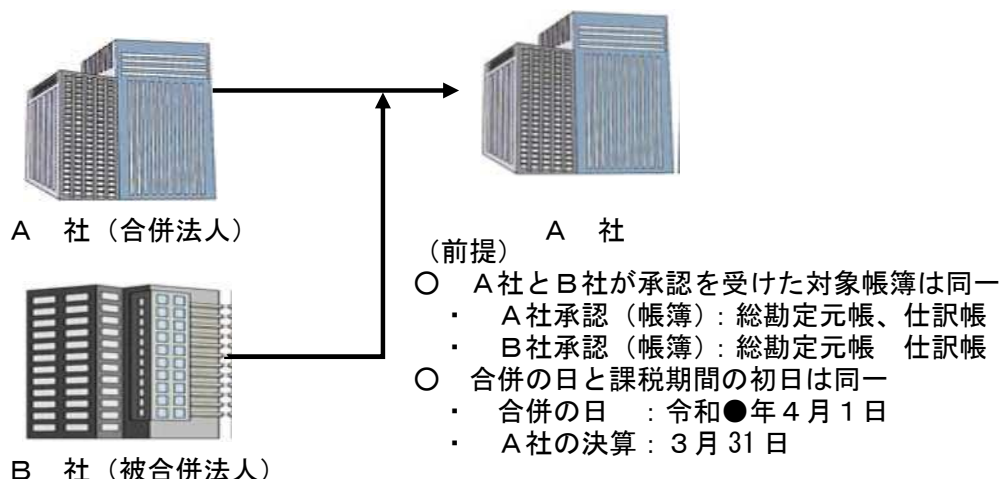 A 社（合併法人）
A 社
（前提）
○ A社とB社が承認を受けた対象帳簿は同一
・ A社承認（帳簿）：総勘定元帳、仕訳帳
・ B社承認（帳簿）：総勘定元帳 仕訳帳
○ 合併の日と課税期間の初日は同一
・ 合併の日 ：令和●年４月１日
・ A社の決算：３月31日
B 社（被合併法人）